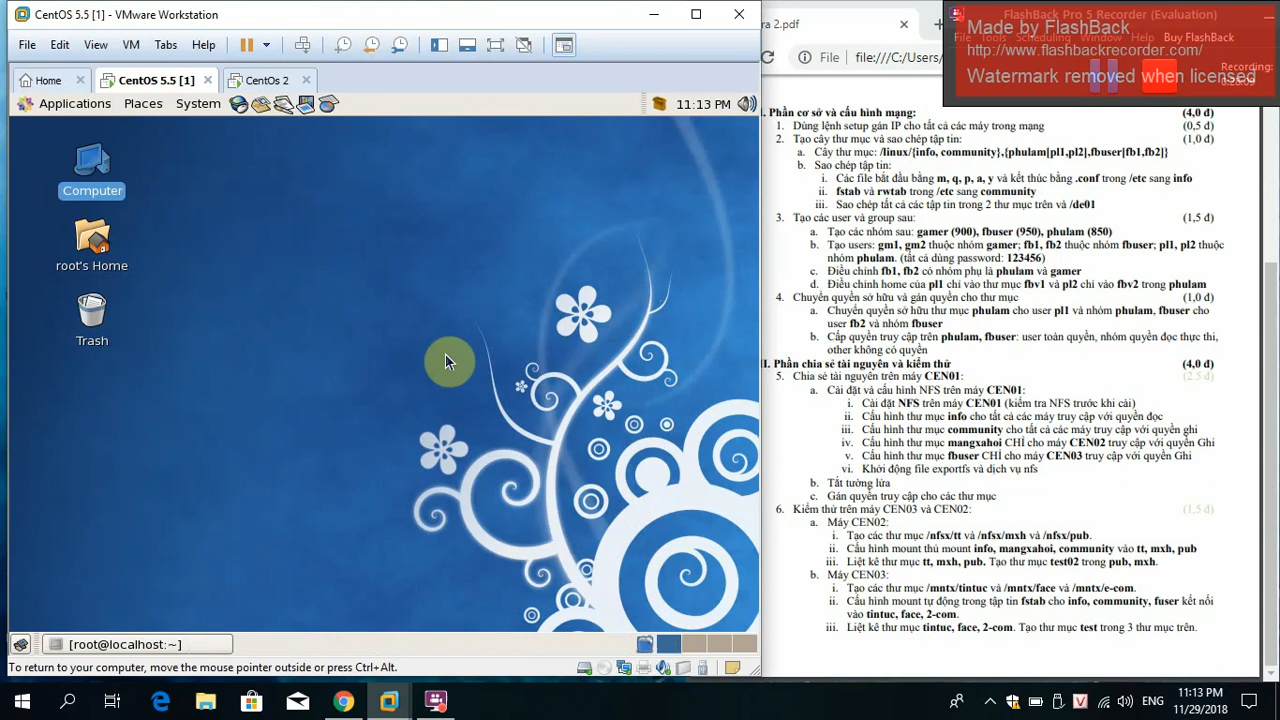 CentOS 5.5 [1] - VMware Workstation
File Edit View VM Tabs Help
Home
CentOS 5.5 [1]
CentOS 2
Applications Places System
11:13 PM
Computer
root's Home
Trash
[root@localhost:~]
To return to your computer, move the mouse pointer outside or press Ctrl+Alt.
ra 2.pdf
File
file:///C:/Users/
FlashBack Pro 5 Recorder (Evaluation)
Made by FlashBack
File Tools Scheduling Window Help Buy FlashBack
http://www.flashbackrecorder.com/
Recording:
Watermark removed when licensed
I. Phần cơ sở và cấu hình mạng: (4,0 đ)
1. Dùng lệnh setup gán IP cho tất cả các máy trong mạng (0,5 đ)
2. Tạo cây thư mục và sao chép tập tin: (1,0 đ)
a. Cây thư mục: /linux/{info, community},{phulam[pl1,pl2],fbuser[fb1,fb2]}
b. Sao chép tập tin:
i. Các file bắt đầu bằng m, q, p, a, y và kết thúc bằng .conf trong /etc sang info
ii. fstab và rwtab trong /etc sang community
iii. Sao chép tất cả các tập tin trong 2 thư mục trên và /de01
3. Tạo các user và group sau: (1,5 đ)
a. Tạo các nhóm sau: gamer (900), fbuser (950), phulam (850)
b. Tạo users: gm1, gm2 thuộc nhóm gamer; fb1, fb2 thuộc nhóm fbuser; pl1, pl2 thuộc
nhóm phulam. (tất cả dùng password: 123456)
c. Điều chỉnh fb1, fb2 có nhóm phụ là phulam và gamer
d. Điều chỉnh home của pl1 chỉ vào thư mục fbv1 và pl2 chỉ vào fbv2 trong phulam
4. Chuyển quyền sở hữu và gán quyền cho thư mục (1,0 đ)
a. Chuyển quyền sở hữu thư mục phulam cho user pl1 và nhóm phulam, fbuser cho
user fb2 và nhóm fbuser
b. Cấp quyền truy cập trên phulam, fbuser: user toàn quyền, nhóm quyền đọc thực thi,
other không có quyền
II. Phần chia sẻ tài nguyên và kiểm thử (4,0 đ)
5. Chia sẻ tài nguyên trên máy CEN01: (2.5 đ)
a. Cài đặt và cấu hình NFS trên máy CEN01:
i. Cài đặt NFS trên máy CEN01 (kiểm tra NFS trước khi cài)
ii. Cấu hình thư mục info cho tất cả các máy truy cập với quyền đọc
iii. Cấu hình thư mục community cho tất cả các máy truy cập với quyền ghi
iv. Cấu hình thư mục mangxahoi CHỈ cho máy CEN02 truy cập với quyền Ghi
v. Cấu hình thư mục fbuser CHỈ cho máy CEN03 truy cập với quyền Ghi
vi. Khởi động file exportfs và dịch vụ nfs
b. Tắt tường lửa
c. Gán quyền truy cập cho các thư mục
6. Kiểm thử trên máy CEN03 và CEN02: (1,5 đ)
a. Máy CEN02:
i. Tạo các thư mục /nfsx/tt và /nfsx/mxh và /nfsx/pub.
ii. Cấu hình mount thủ mount info, mangxahoi, community vào tt, mxh, pub
iii. Liệt kê thư mục tt, mxh, pub. Tạo thư mục test02 trong pub, mxh.
b. Máy CEN03:
i. Tạo các thư mục /mntx/tintuc và /mntx/face và /mntx/e-com.
ii. Cấu hình mount tự động trong tập tin fstab cho info, community, fuser kết nối
vào tintuc, face, 2-com.
iii. Liệt kê thư mục tintuc, face, 2-com. Tạo thư mục test trong 3 thư mục trên.
ENG
11:13 PM
11/29/2018